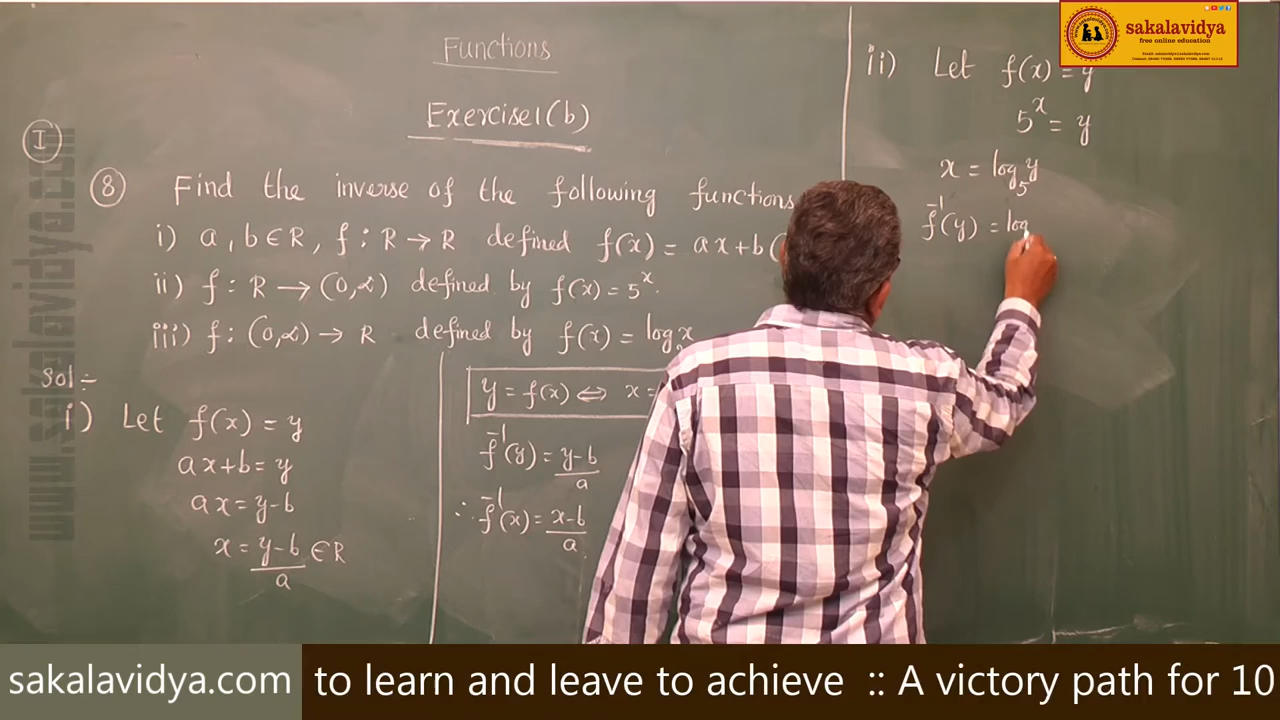 Functions
Exercise 1(b)
I
8 Find the inverse of the following functions
i) a, b ∈ R, f : R → R defined f(x) = ax + b (
ii) f : R → (0, ∞) defined by f(x) = 5^x.
iii) f : (0, ∞) → R defined by f(x) = log₂x
Sol :-
i) Let f(x) = y
ax + b = y
ax = y - b
x = (y - b)/a ∈ R
y = f(x) ⇔ x =
f⁻¹(y) = (y - b)/a
∴ f⁻¹(x) = (x - b)/a
ii) Let f(x) = y
5^x = y
x = log₅y
f⁻¹(y) = log
sakalavidya
free online education
www.sakalavidya.com
sakalavidya.com
to learn and leave to achieve :: A victory path for 10